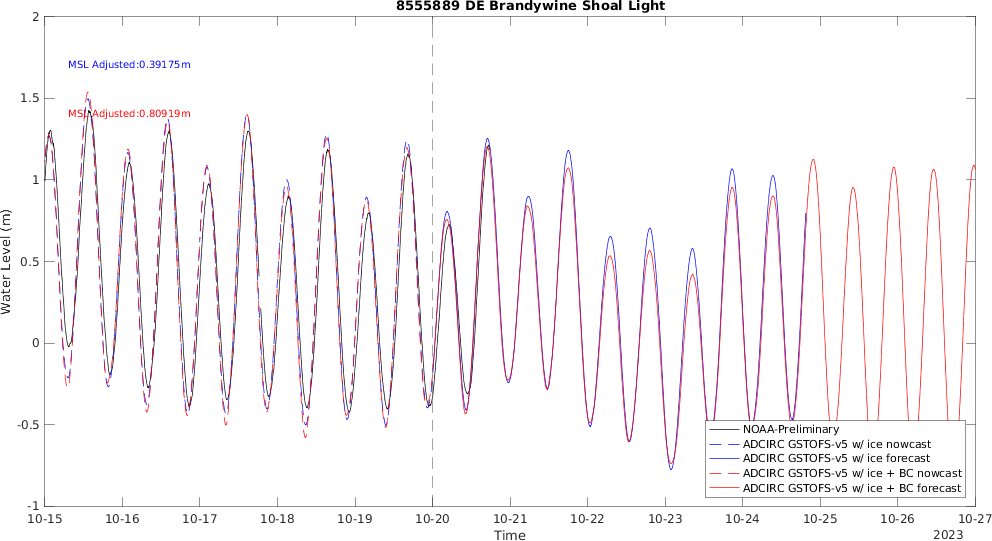 8555889 DE Brandywine Shoal Light
2
1.5
1
0.5
0
-0.5
-1
Water Level (m)
MSL Adjusted:0.39175m
MSL Adjusted:0.80919m
NOAA-Preliminary
ADCIRC GSTOFS-v5 w/ ice nowcast
ADCIRC GSTOFS-v5 w/ ice forecast
ADCIRC GSTOFS-v5 w/ ice + BC nowcast
ADCIRC GSTOFS-v5 w/ ice + BC forecast
10-15 10-16 10-17 10-18 10-19 10-20 10-21 10-22 10-23 10-24 10-25 10-26 10-27
Time
2023